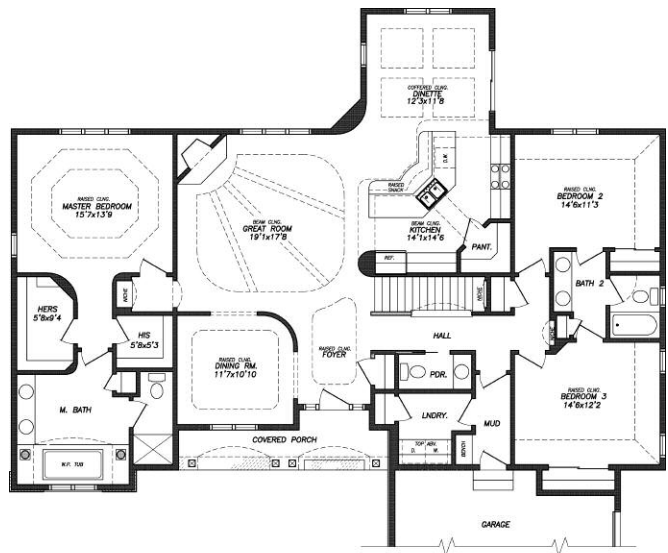 COFFERED CLNG.
DINETTE
12'3x11'8
RAISED CLNG.
MASTER BEDROOM
15'7x13'9
BEAM CLNG.
GREAT ROOM
19'1x17'8
RAISED
SNACK
D.W.
BEAM CLNG.
KITCHEN
14'1x14'6
REF.
PANT.
RAISED CLNG.
BEDROOM 2
14'6x11'3
HERS
5'8x9'4
NICHE
HIS
5'8x5'3
RAISED CLNG.
DINING RM.
11'7x10'10
RAISED CLNG.
FOYER
NICHE
HALL
BATH 2
NICHE
PDR.
RAISED CLNG.
BEDROOM 3
14'6x12'2
M. BATH
W.P. TUB
COVERED PORCH
LNDRY.
TOP ABV.
D. W.
BENCH
MUD
GARAGE